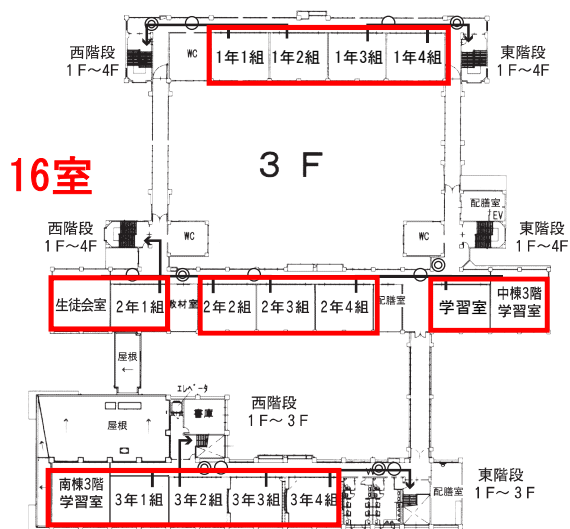 西階段
1F~4F
WC
1年1組
1年2組
1年3組
1年4組
東階段
1F~4F
16室
3 F
配膳室
EV
西階段
1F~4F
WC
WC
東階段
1F~4F
生徒会室
2年1組
教材室
2年2組
2年3組
2年4組
配膳室
学習室
中棟3階
学習室
屋根
←
エレベータ
書庫
屋根
西階段
1F~3F
南棟3階
学習室
3年1組
3年2組
3年3組
3年4組
配膳室
東階段
1F~3F